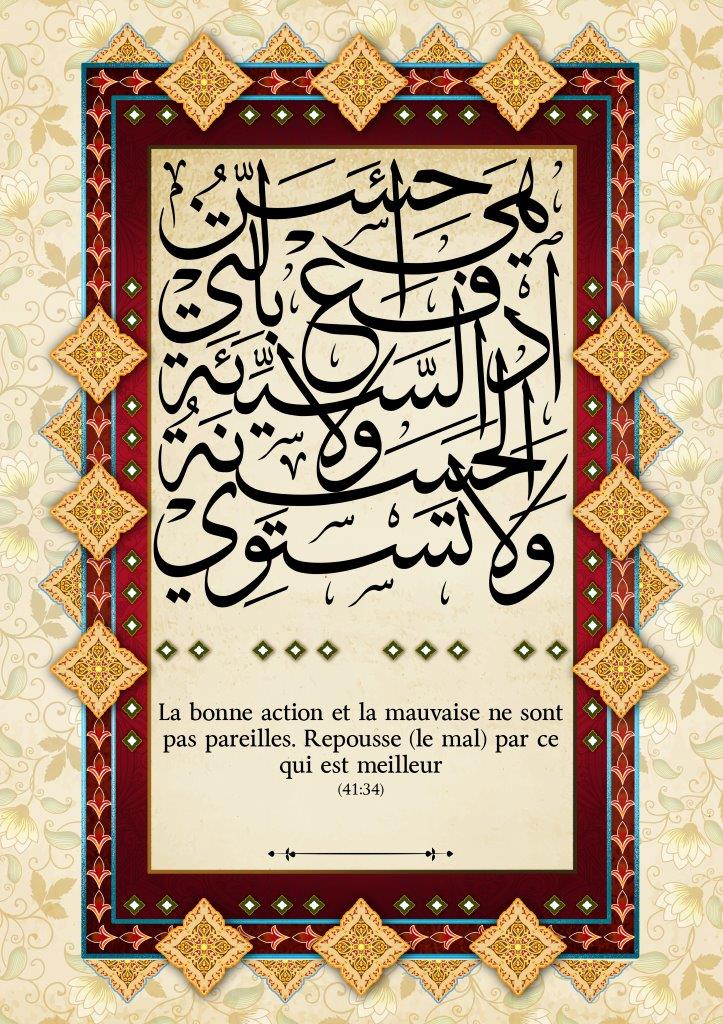 ولا تستوي
الحسنة
ولا السيئة
ادفع بالتي
هي احسن
La bonne action et la mauvaise ne sont
pas pareilles. Repousse (le mal) par ce
qui est meilleur
(41:34)